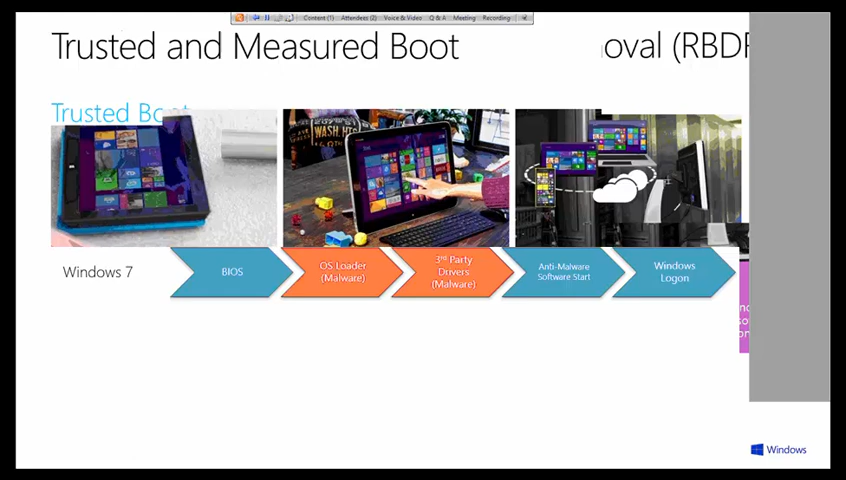 Content (1) Attendees (2) Voice & Video Q & A Meeting Recording
Trusted and Measured Boot
oval (RBD
Trusted Boot
WASH.
Windows 7
BIOS
OS Loader
(Malware)
3rd Party
Drivers
(Malware)
Anti-Malware
Software Start
Windows
Logon
Windows